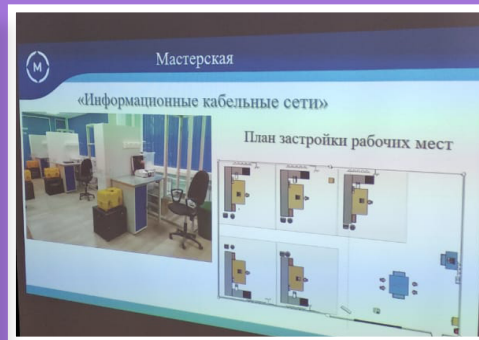 М
Мастерская
«Информационные кабельные сети»
План застройки рабочих мест